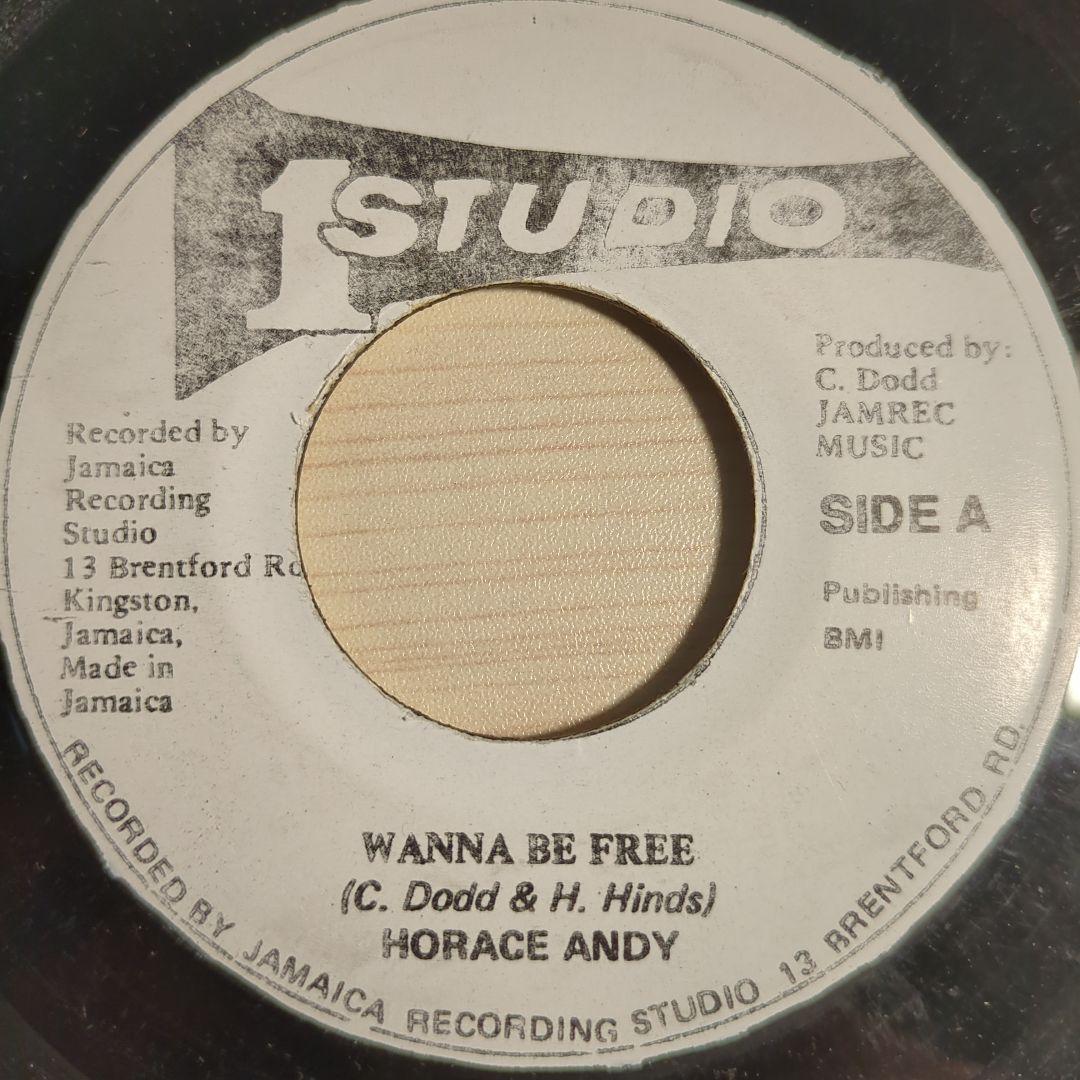 1 STUDIO
Produced by:
C. Dodd
JAMREC
MUSIC
SIDE A
Publishing
BMI
Recorded by
Jamaica
Recording
Studio
13 Brentford Ro
Kingston,
Jamaica,
Made in
Jamaica
WANNA BE FREE
(C. Dodd & H. Hinds)
HORACE ANDY
RECORDED BY JAMAICA RECORDING STUDIO 13 BRENTFORD RD.